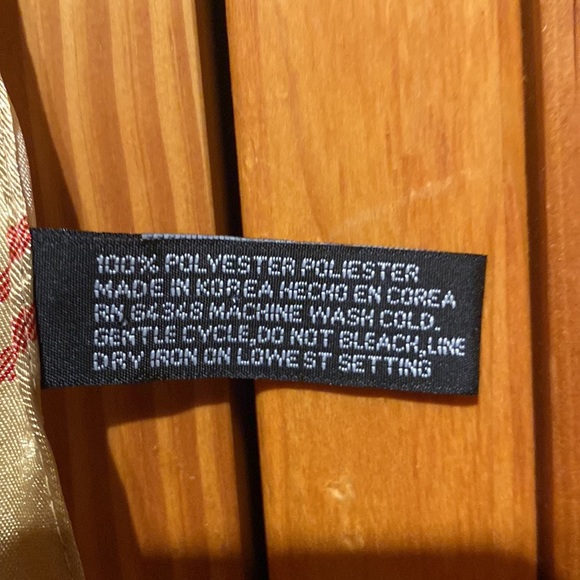 100% POLYESTER POLIESTER
MADE IN KOREA HECHO EN COREA
RN 64348 MACHINE WASH COLD.
GENTLE CYCLE, DO NOT BLEACH, LINE
DRY IRON ON LOWEST SETTING